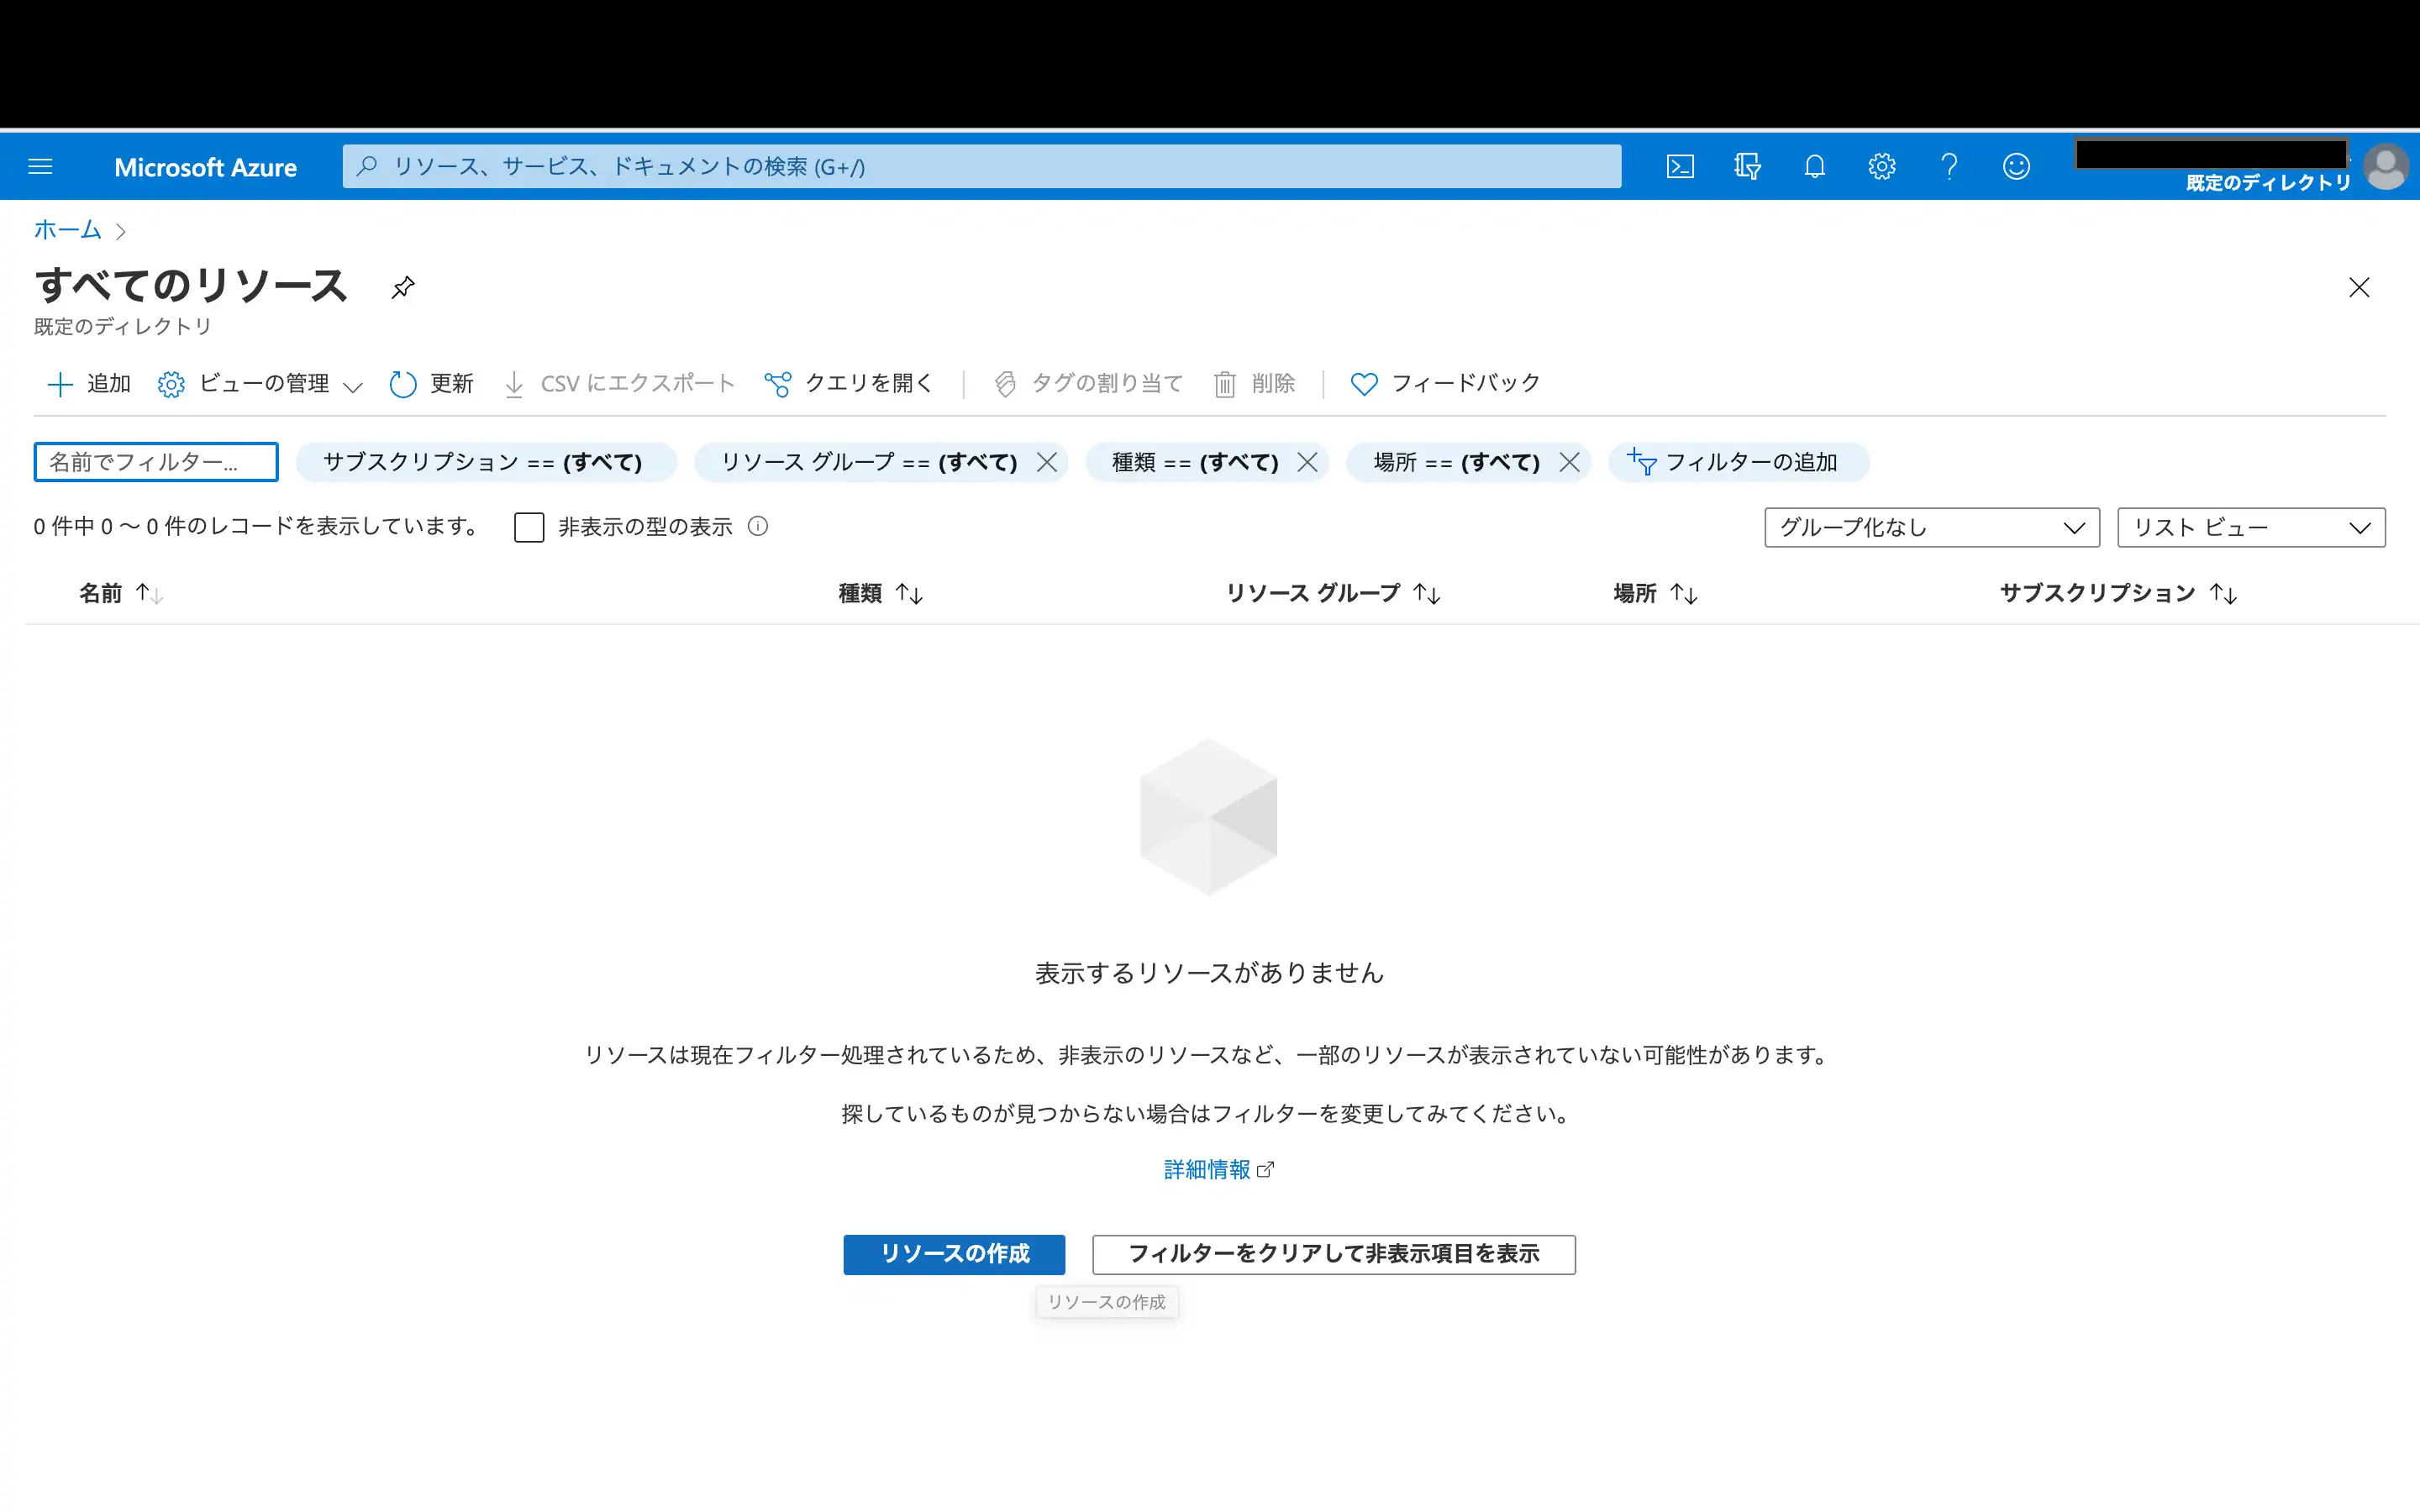 Microsoft Azure
リソース、サービス、ドキュメントの検索 (G+/)
既定のディレクトリ
ホーム
すべてのリソース
既定のディレクトリ
追加 ビューの管理 更新 CSV にエクスポート クエリを開く タグの割り当て 削除 フィードバック
名前でフィルター... サブスクリプション == (すべて) リソース グループ == (すべて) 種類 == (すべて) 場所 == (すべて) フィルターの追加
0 件中 0 ～ 0 件のレコードを表示しています。 非表示の型の表示 グループ化なし リスト ビュー
名前 種類 リソース グループ 場所 サブスクリプション
表示するリソースがありません
リソースは現在フィルター処理されているため、非表示のリソースなど、一部のリソースが表示されていない可能性があります。
探しているものが見つからない場合はフィルターを変更してみてください。
詳細情報
リソースの作成 フィルターをクリアして非表示項目を表示
リソースの作成